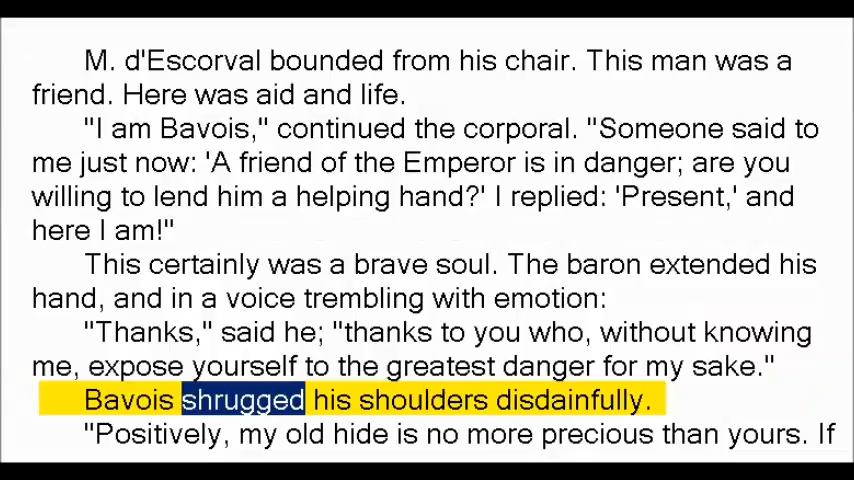 M. d'Escorval bounded from his chair. This man was a
friend. Here was aid and life.
"I am Bavois," continued the corporal. "Someone said to
me just now: 'A friend of the Emperor is in danger; are you
willing to lend him a helping hand?' I replied: 'Present,' and
here I am!"
This certainly was a brave soul. The baron extended his
hand, and in a voice trembling with emotion:
"Thanks," said he; "thanks to you who, without knowing
me, expose yourself to the greatest danger for my sake."
Bavois shrugged his shoulders disdainfully.
"Positively, my old hide is no more precious than yours. If